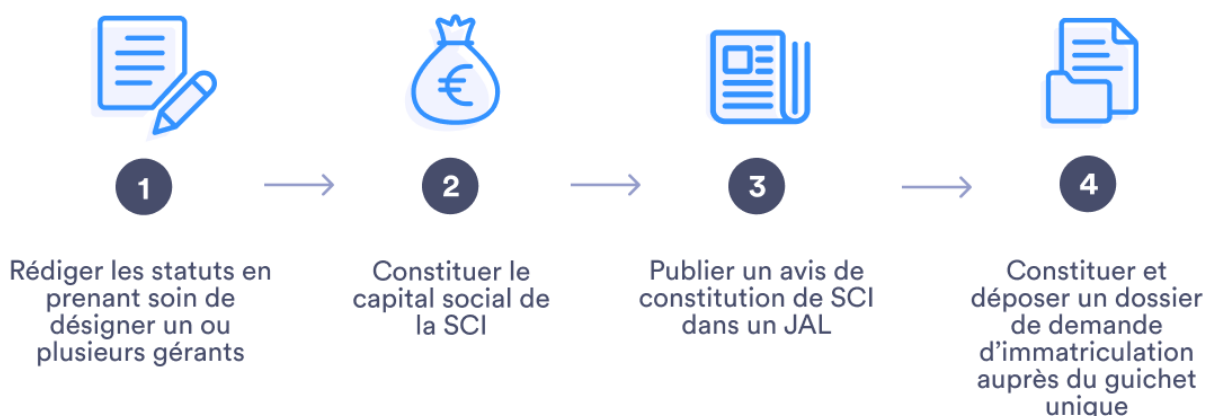 €
1
2
3
4
Rédiger les statuts en
prenant soin de
désigner un ou
plusieurs gérants
Constituer le
capital social de
la SCI
Publier un avis de
constitution de SCI
dans un JAL
Constituer et
déposer un dossier
de demande
d’immatriculation
auprès du guichet
unique